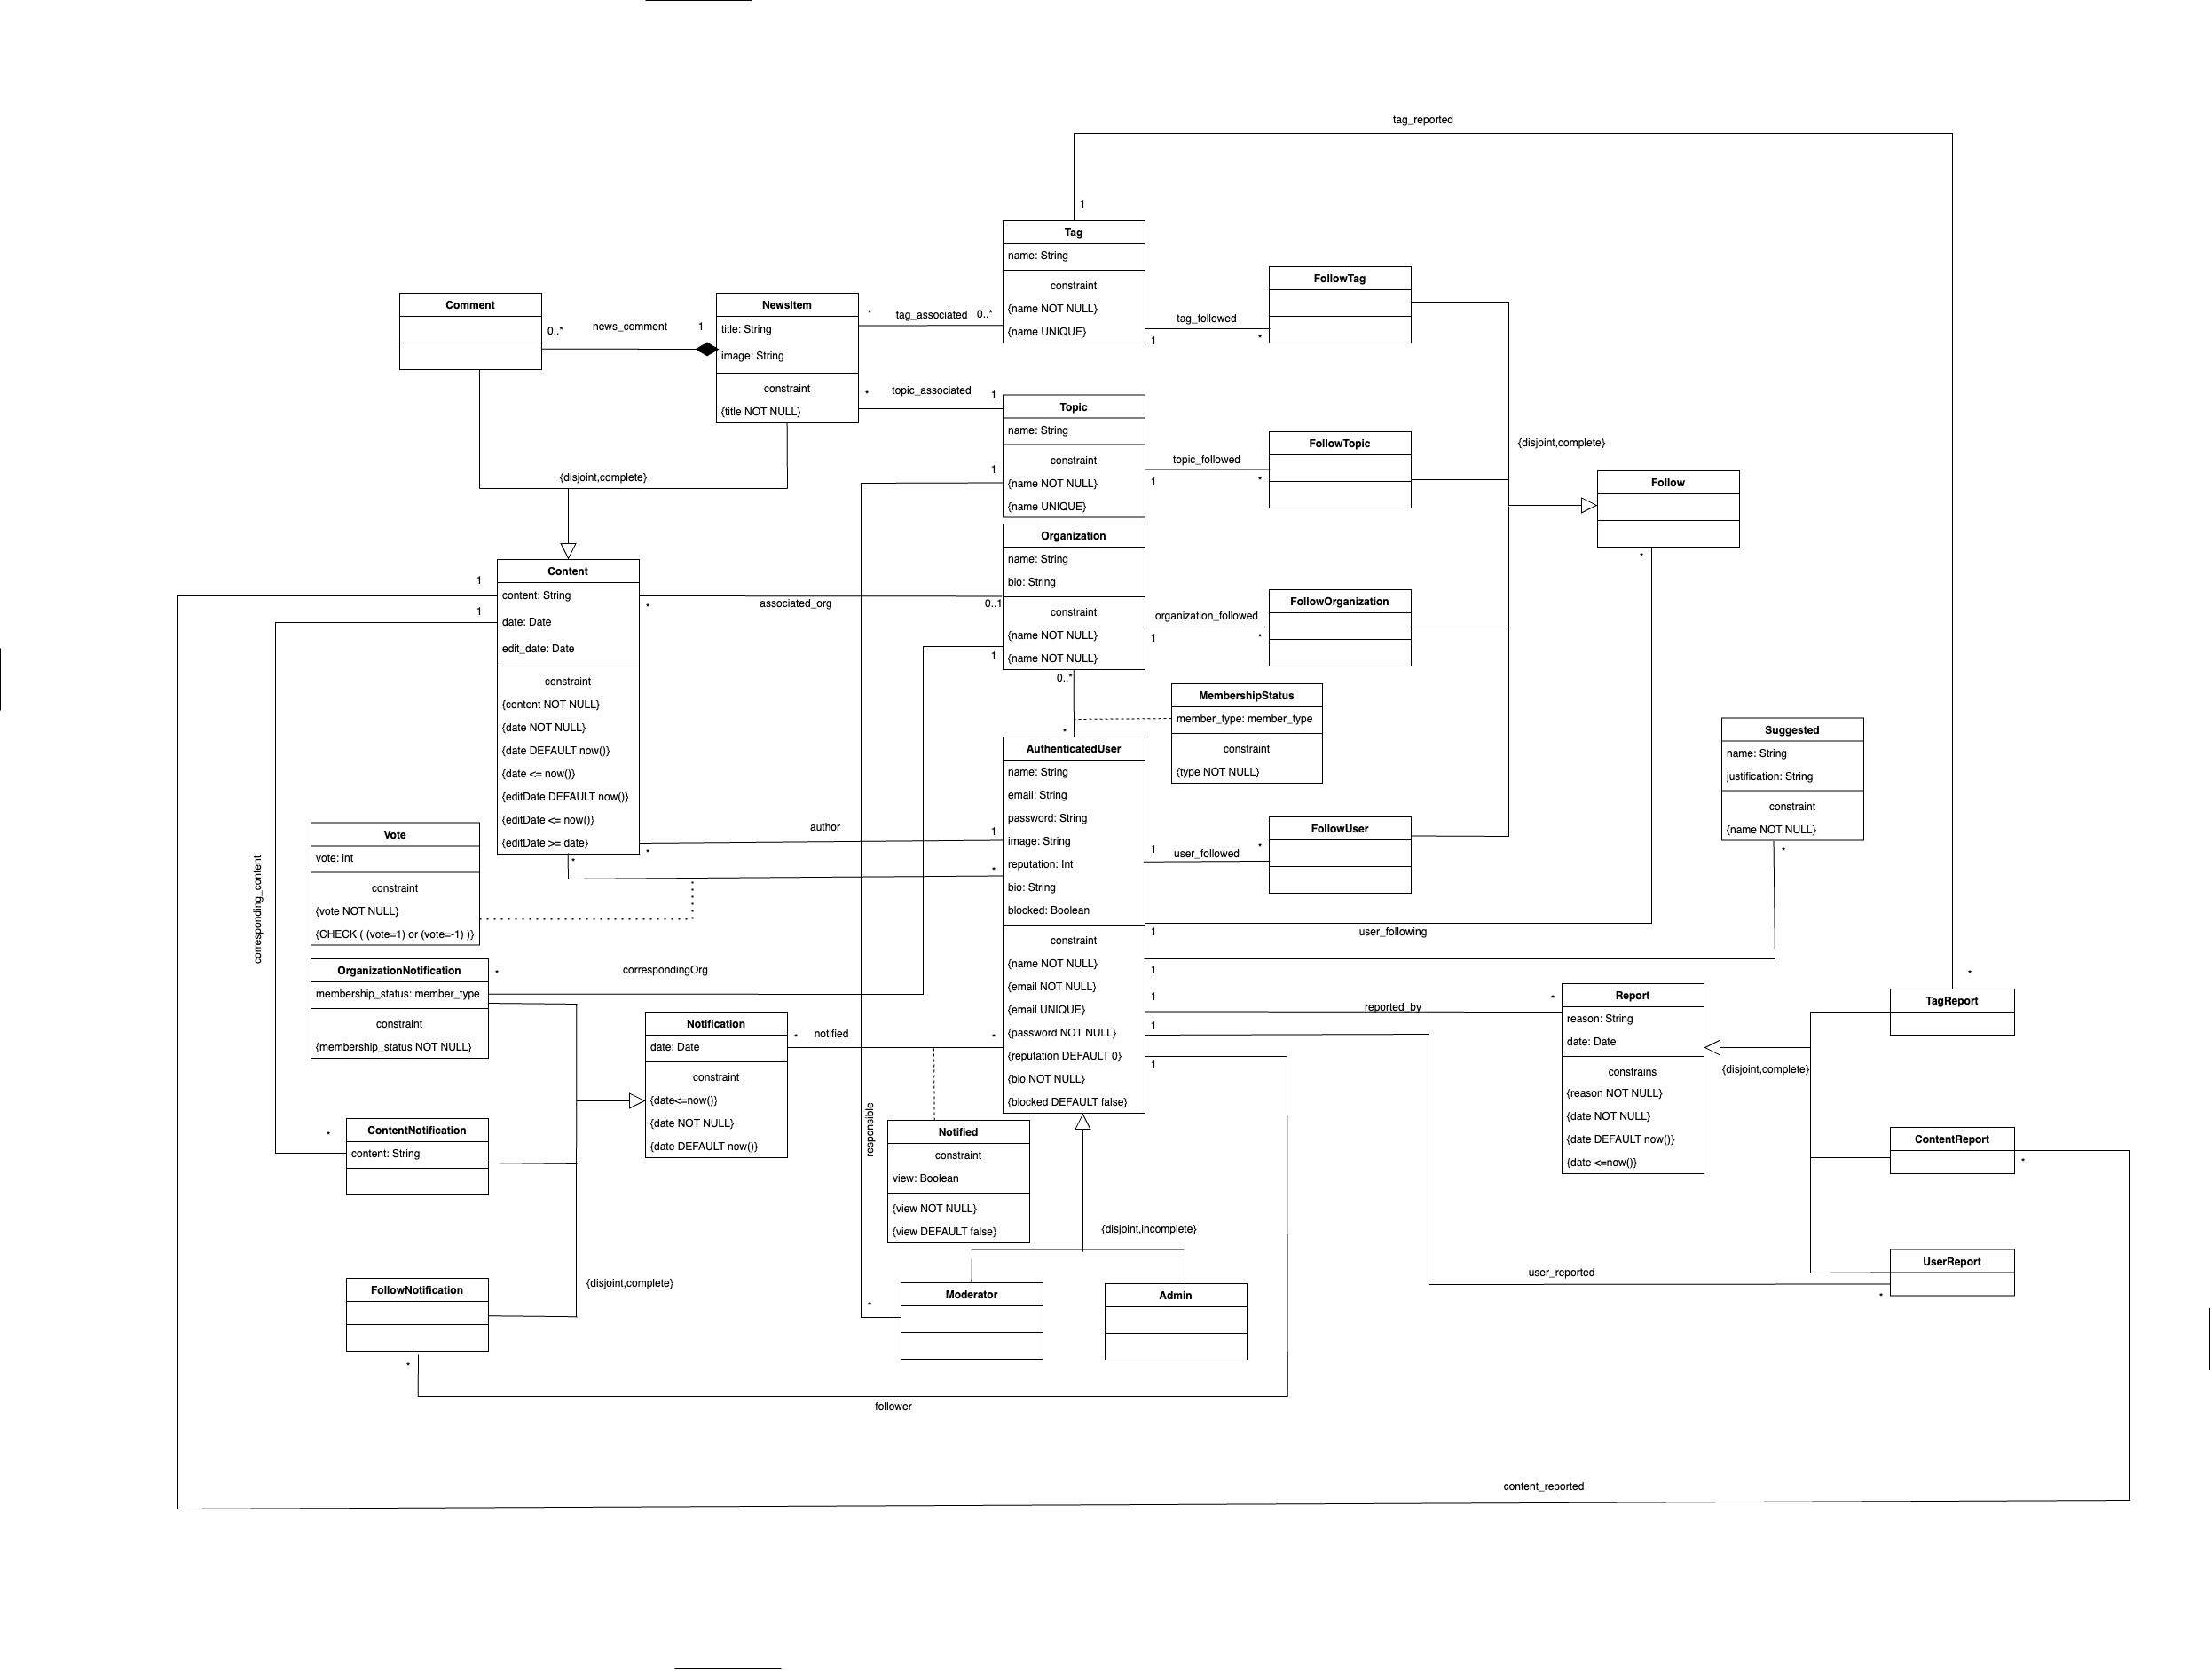 tag_reported
1
Tag
name: String
constraint
{name NOT NULL}
{name UNIQUE}
FollowTag
tag_followed
1
*
Comment
0..*
news_comment
1
NewsItem
title: String
image: String
constraint
{title NOT NULL}
*
tag_associated
0..*
*
topic_associated
1
Topic
name: String
constraint
{name NOT NULL}
{name UNIQUE}
1
topic_followed
1
*
FollowTopic
{disjoint,complete}
Follow
*
{disjoint,complete}
Organization
name: String
bio: String
constraint
{name NOT NULL}
{name NOT NULL}
organization_followed
1
*
FollowOrganization
1
1
Content
content: String
date: Date
edit_date: Date
constraint
{content NOT NULL}
{date NOT NULL}
{date DEFAULT now()}
{date <= now()}
{editDate DEFAULT now()}
{editDate <= now()}
{editDate >= date}
*
associated_org
0..1
1
0..*
*
MembershipStatus
member_type: member_type
constraint
{type NOT NULL}
Suggested
name: String
justification: String
constraint
{name NOT NULL}
*
AuthenticatedUser
name: String
email: String
password: String
image: String
reputation: Int
bio: String
blocked: Boolean
constraint
{name NOT NULL}
{email NOT NULL}
{email UNIQUE}
{password NOT NULL}
{reputation DEFAULT 0}
{bio NOT NULL}
{blocked DEFAULT false}
author
1
*
*
*
1
user_followed
*
FollowUser
1
user_following
1
Vote
vote: int
constraint
{vote NOT NULL}
{CHECK ( (vote=1) or (vote=-1) )}
corresponding_content
OrganizationNotification
membership_status: member_type
constraint
{membership_status NOT NULL}
*
correspondingOrg
Notification
date: Date
constraint
{date<=now()}
{date NOT NULL}
{date DEFAULT now()}
*
notified
*
1
reported_by
*
1
1
Report
reason: String
date: Date
constrains
{reason NOT NULL}
{date NOT NULL}
{date DEFAULT now()}
{date <=now()}
{disjoint,complete}
*
TagReport
ContentReport
*
UserReport
user_reported
*
*
ContentNotification
content: String
responsible
Notified
constraint
view: Boolean
{view NOT NULL}
{view DEFAULT false}
{disjoint,incomplete}
{disjoint,complete}
FollowNotification
*
Moderator
*
Admin
follower
content_reported